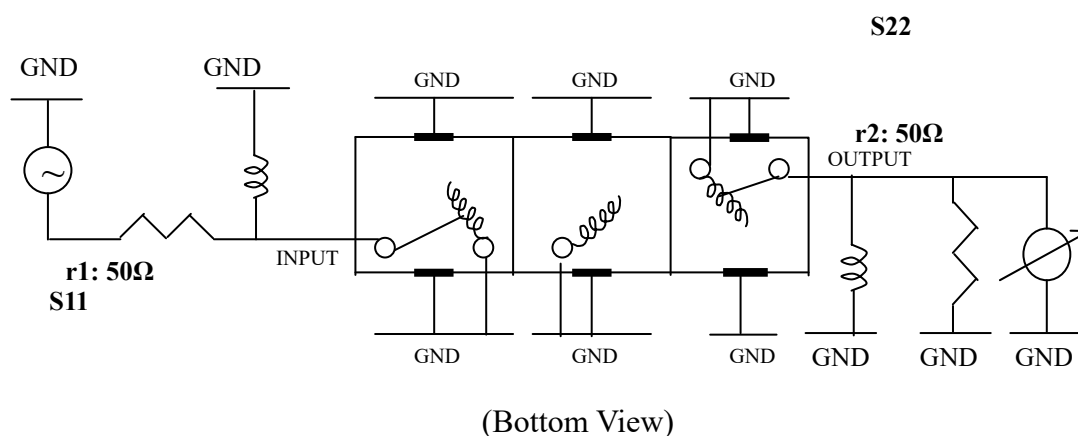 S22
GND
GND
GND
GND
GND
r2: 50Ω
OUTPUT
INPUT
r1: 50Ω
S11
GND
GND
GND
GND
GND
GND
(Bottom View)